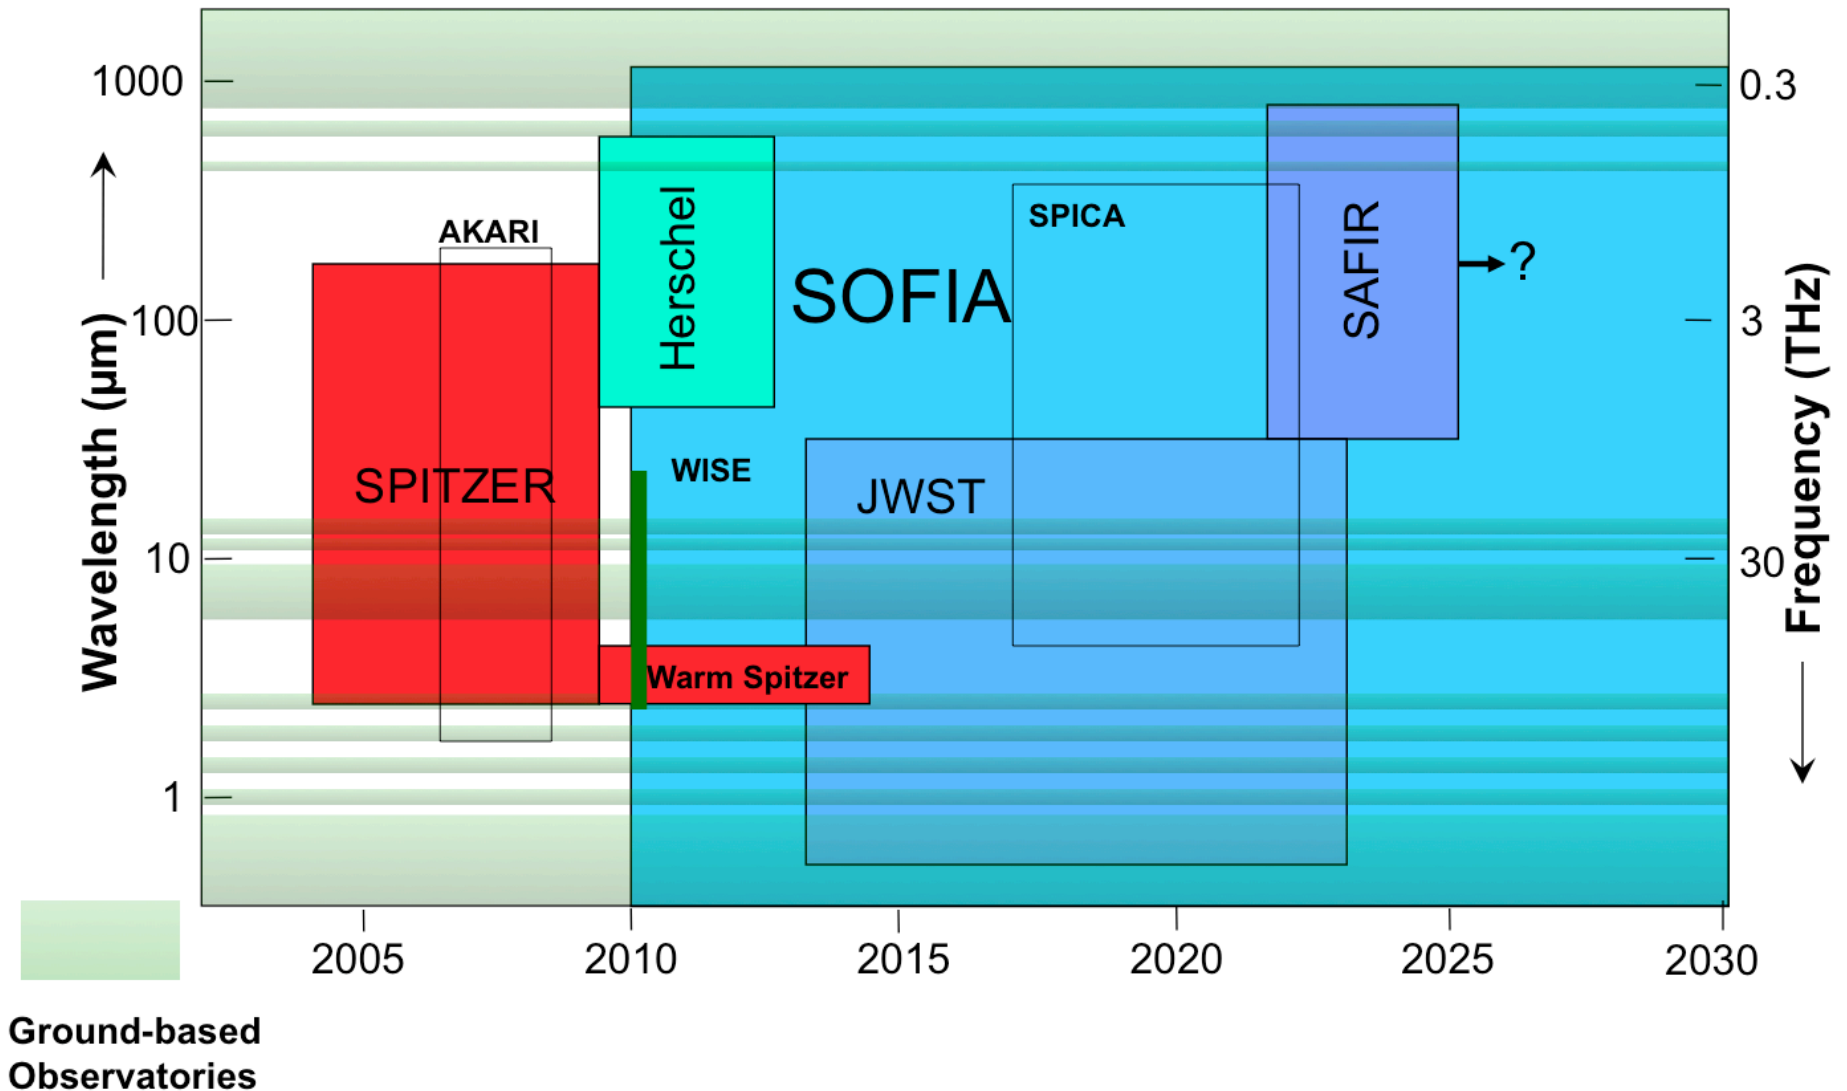 1000
0.3
AKARI
Herschel
SPICA
SOFIA
SAFIR
?
100
3
Wavelength (μm)
Frequency (THz)
SPITZER
WISE
JWST
10
30
Warm Spitzer
1
2005
2010
2015
2020
2025
2030
Ground-based
Observatories